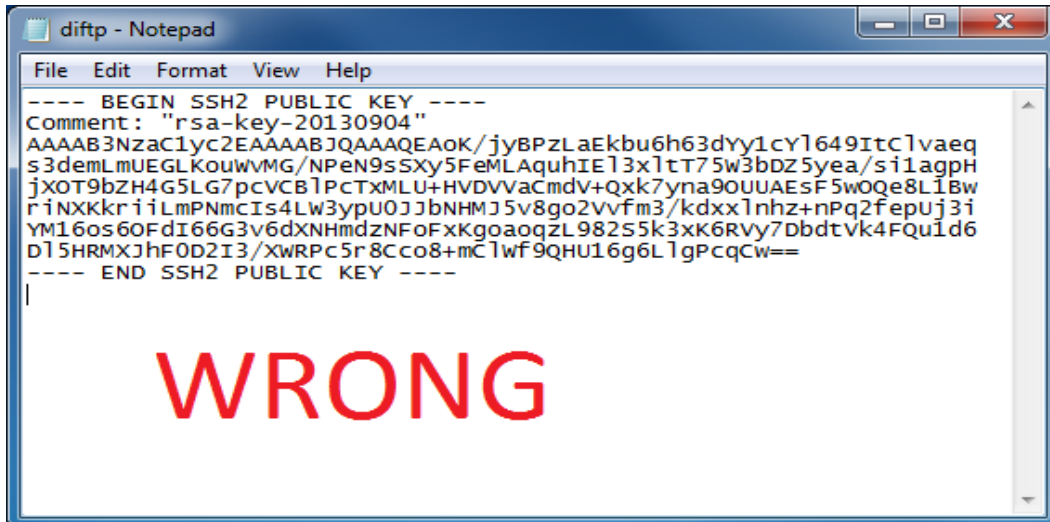 diftp - Notepad
File Edit Format View Help
---- BEGIN SSH2 PUBLIC KEY ----
Comment: "rsa-key-20130904"
AAAAB3NzaC1yc2EAAAABJQAAAQEAoK/jyBPzLaEkbu6h63dYy1cYl649ItClvaeq
s3demLmUEGLKouWvMG/NPeN9sSXy5FeMLAquhIEl3xltT75W3bDZ5yea/si1agpH
jXOT9bZH4G5LG7pcVCBlPcTxMLU+HVDVVaCmdV+Qxk7yna9OUUAEsF5wOQe8L1Bw
riNXKkriiLmPNmcIs4LW3ypU0JJbNHMJ5v8go2Vvfm3/kdxxlnhz+nPq2fepUj3i
YM16os6OFdI66G3v6dXNHmdzNFoFxKgoaoqzL982S5k3xK6RVy7DbdtVk4FQu1d6
Dl5HRMXJhF0D2I3/XWRPc5r8Cco8+mClWf9QHU16g6LlgPcqCw==
---- END SSH2 PUBLIC KEY ----
WRONG